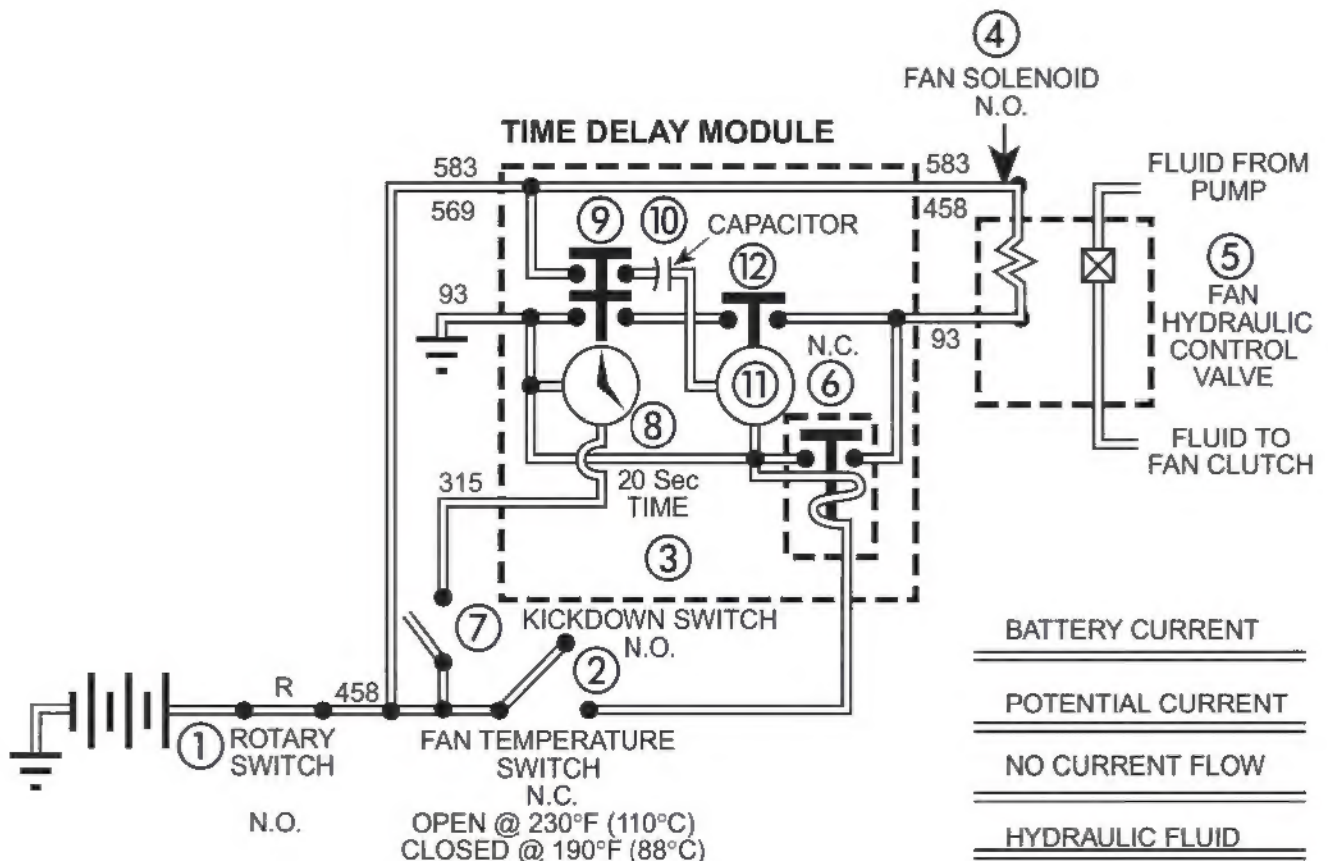 ④
FAN SOLENOID
N.O.
TIME DELAY MODULE
583
569
583
458
FLUID FROM
PUMP
⑨
⑩
CAPACITOR
⑫
⑤
FAN
HYDRAULIC
CONTROL
VALVE
93
93
N.C.
⑥
⑪
⑧
FLUID TO
FAN CLUTCH
315
20 Sec
TIME
③
⑦
KICKDOWN SWITCH
N.O.
②
R
458
①
ROTARY
SWITCH
N.O.
FAN TEMPERATURE
SWITCH
N.C.
OPEN @ 230°F (110°C)
CLOSED @ 190°F (88°C)
BATTERY CURRENT
POTENTIAL CURRENT
NO CURRENT FLOW
HYDRAULIC FLUID